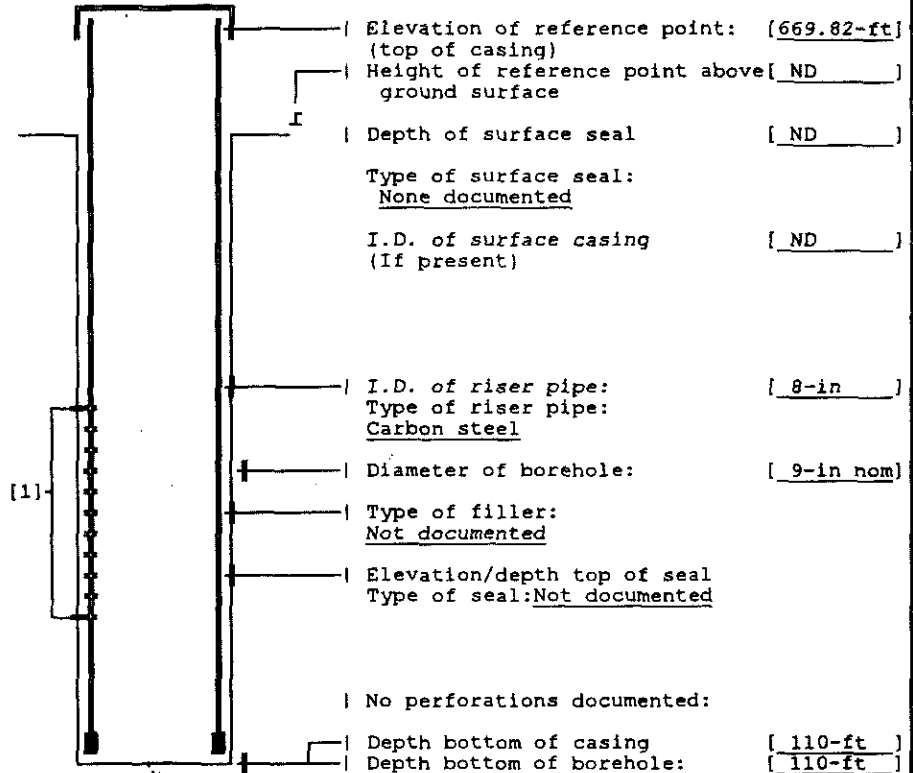 Elevation of reference point: [669.82-ft]
(top of casing)
Height of reference point above[ ND ]
ground surface
Depth of surface seal [ ND ]
Type of surface seal:
None documented
I.D. of surface casing [ ND ]
(If present)
I.D. of riser pipe: [ 8-in ]
Type of riser pipe:
Carbon steel
Diameter of borehole: [ 9-in nom]
[1]
Type of filler:
Not documented
Elevation/depth top of seal
Type of seal:Not documented
No perforations documented:
Depth bottom of casing [ 110-ft ]
Depth bottom of borehole: [ 110-ft ]